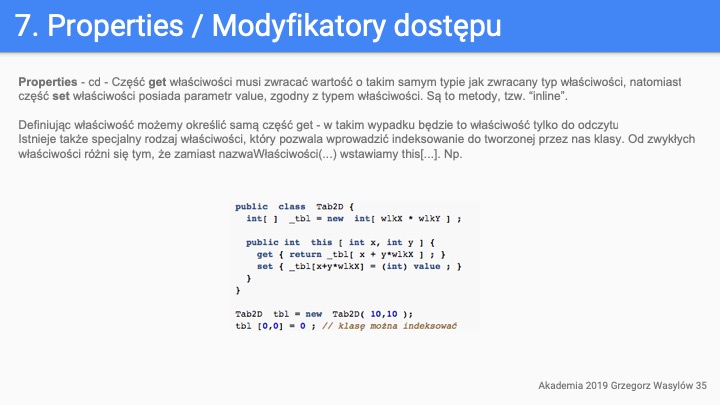 7. Properties / Modyfikatory dostępu
Properties - cd - Część get właściwości musi zwracać wartość o takim samym typie jak zwracany typ właściwości, natomiast
część set właściwości posiada parametr value, zgodny z typem właściwości. Są to metody, tzw. “inline”.
Definiując właściwość możemy określić samą część get - w takim wypadku będzie to właściwość tylko do odczytu
Istnieje także specjalny rodzaj właściwości, który pozwala wprowadzić indeksowanie do tworzonej przez nas klasy. Od zwykłych
właściwości różni się tym, że zamiast nazwaWłaściwości(...) wstawiamy this[...]. Np.
public class Tab2D {
int[ ] _tbl = new int[ wlkX * wlkY ] ;
public int this [ int x, int y ] {
get { return _tbl[ x + y*wlkX ] ; }
set { _tbl[x+y*wlkX] = (int) value ; }
}
}
Tab2D tbl = new Tab2D( 10,10 );
tbl [0,0] = 0 ; // klasę można indeksować
Akademia 2019 Grzegorz Wasylów 35